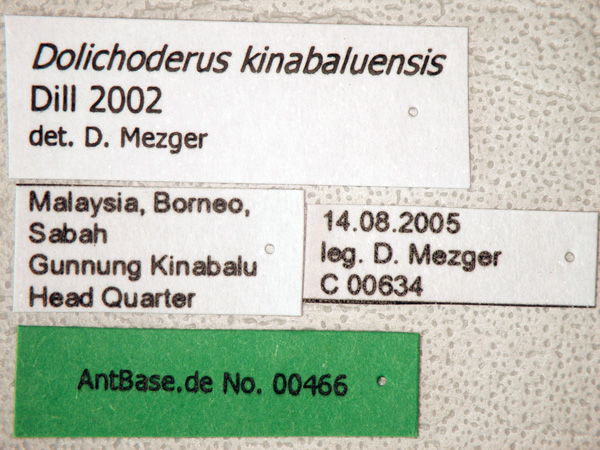 Dolichoderus kinabaluensis
Dill 2002
det. D. Mezger
Malaysia, Borneo,
Sabah
Gunnung Kinabalu
Head Quarter
14.08.2005
leg. D. Mezger
C 00634
AntBase.de No. 00466